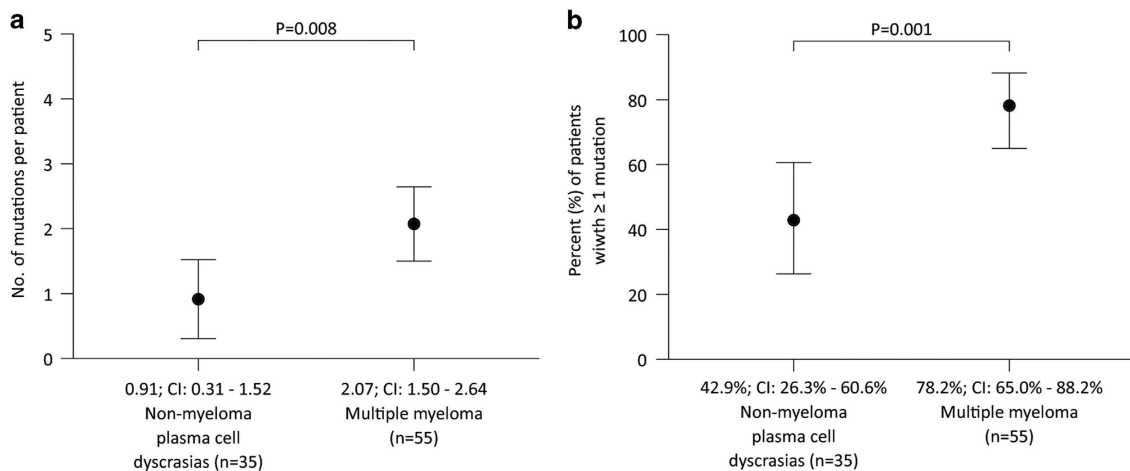 a
P=0.008
No. of mutations per patient
5
4
3
2
1
0
0.91; CI: 0.31 - 1.52
Non-myeloma
plasma cell
dyscrasias (n=35)
2.07; CI: 1.50 - 2.64
Multiple myeloma
(n=55)
b
P=0.001
Percent (%) of patients
wiwth ≥ 1 mutation
100
80
60
40
20
0
42.9%; CI: 26.3% - 60.6%
Non-myeloma
plasma cell
dyscrasias (n=35)
78.2%; CI: 65.0% - 88.2%
Multiple myeloma
(n=55)